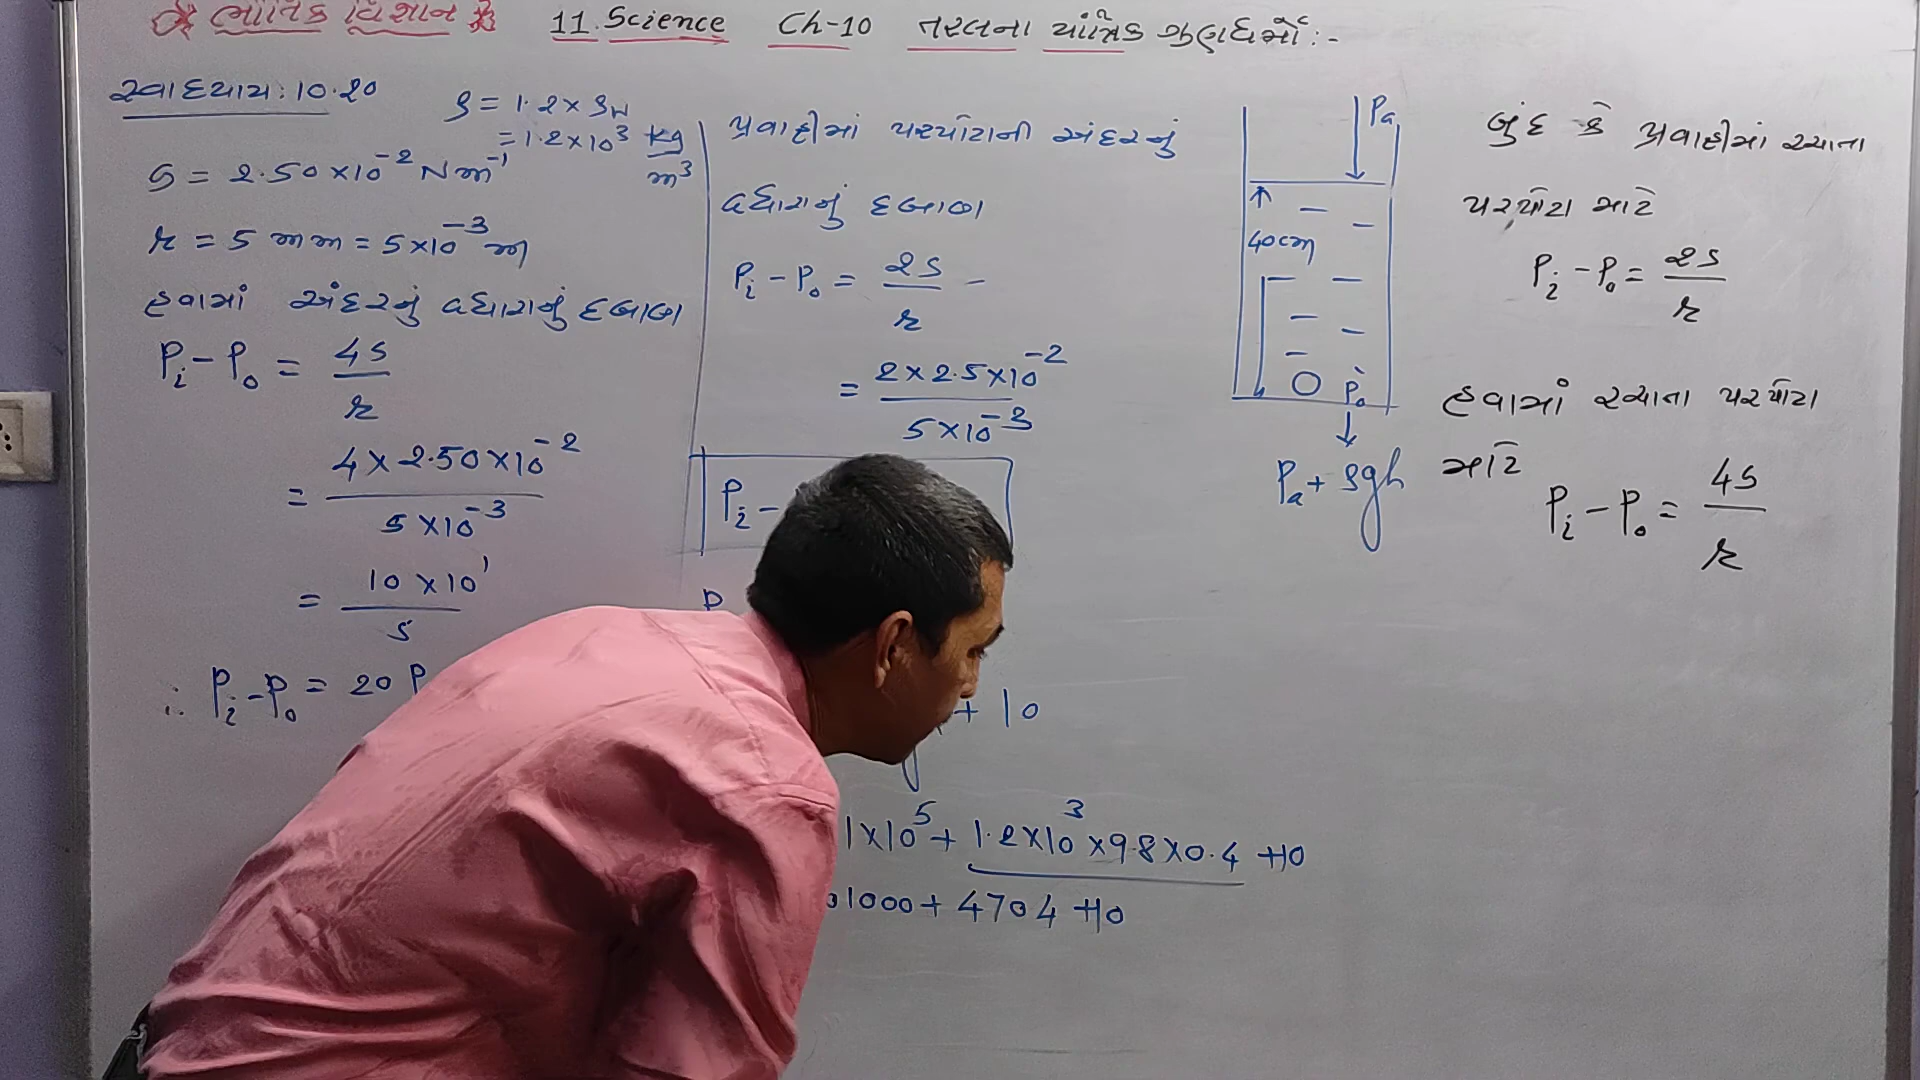 ભૌતિક વિજ્ઞાન 11. Science Ch-10 તરલના યાંત્રિક ગુણધર્મો :-
સ્વાધ્યાય: 10.20
ρ = 1.2 × ρw
= 1.2×10³ kg/m³
S = 2.50×10⁻² Nm⁻¹
r = 5 mm = 5×10⁻³ m
હવામાં અંદરનું વધારાનું દબાણ
Pi - Po = 4S/r
= 4×2.50×10⁻² / 5×10⁻³
= 10×10¹ / 5
∴ Pi - Po = 20 P
પ્રવાહીમાં પરપોટાની અંદરનું
વધારાનું દબાણ
Pi - Po = 2S/r
= 2×2.5×10⁻² / 5×10⁻³
Pi -
P
+ 10
1×10⁵ + 1.2×10³×9.8×0.4 +10
01000 + 4704 +10
Pa
40cm
Po
Pa + ρgh
બુંદ કે પ્રવાહીમાં રચાતા
પરપોટા માટે
Pi - Po = 2S/r
હવામાં રચાતા પરપોટા
માટે
Pi - Po = 4S/r